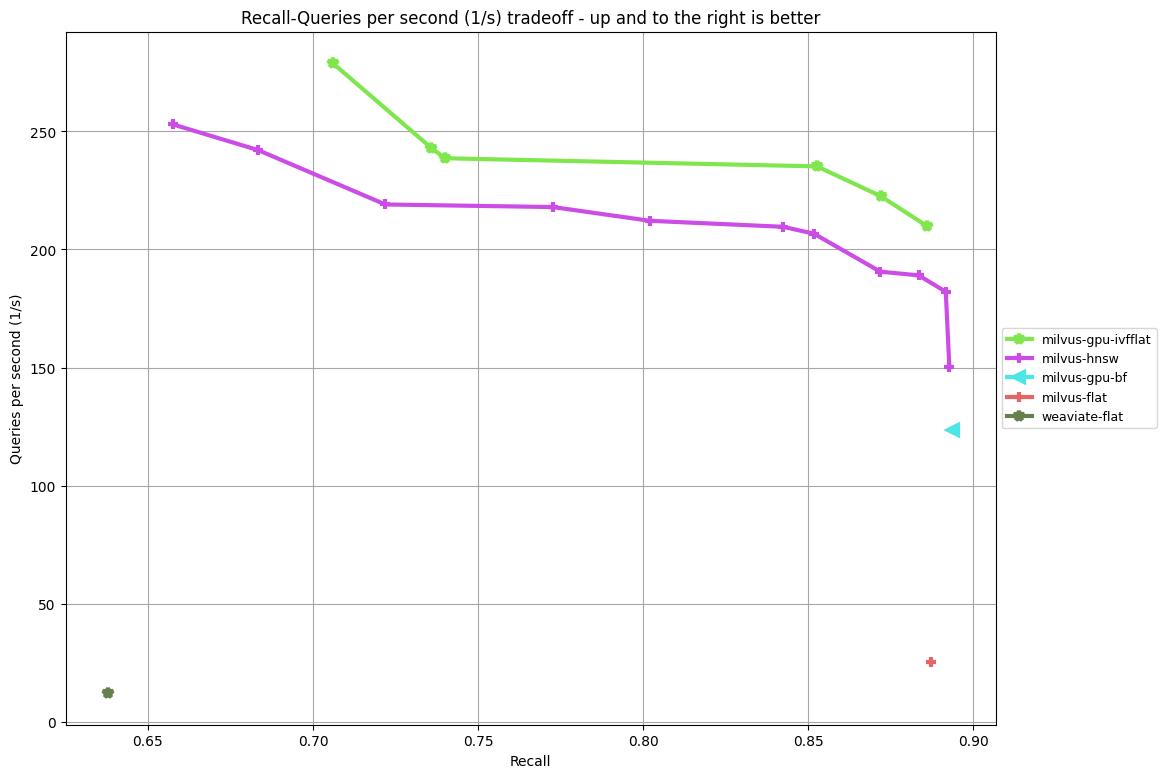 Recall-Queries per second (1/s) tradeoff - up and to the right is better
Queries per second (1/s)
250
200
150
100
50
0
0.65
0.70
0.75
0.80
0.85
0.90
Recall
milvus-gpu-ivfflat
milvus-hnsw
milvus-gpu-bf
milvus-flat
weaviate-flat